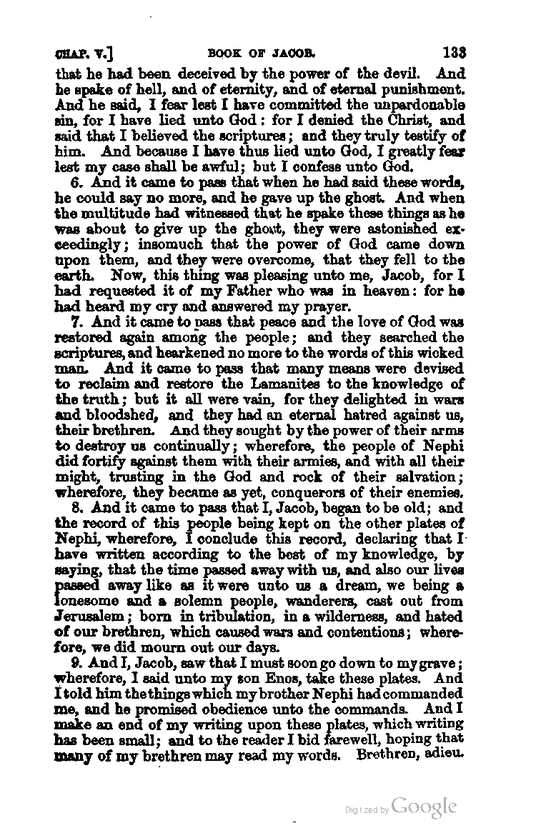 CHAP. V.] BOOK OF JACOB. 133
that he had been deceived by the power of the devil. And
he spake of hell, and of eternity, and of eternal punishment.
And he said, I fear lest I have committed the unpardonable
sin, for I have lied unto God: for I denied the Christ, and
said that I believed the scriptures; and they truly testify of
him. And because I have thus lied unto God, I greatly fear
lest my case shall be awful; but I confess unto God.
6. And it came to pass that when he had said these words,
he could say no more, and he gave up the ghost. And when
the multitude had witnessed that he spake these things as he
was about to give up the ghost, they were astonished ex-
ceedingly; insomuch that the power of God came down
upon them, and they were overcome, that they fell to the
earth. Now, this thing was pleasing unto me, Jacob, for I
had requested it of my Father who was in heaven: for he
had heard my cry and answered my prayer.
7. And it came to pass that peace and the love of God was
restored again among the people; and they searched the
scriptures, and hearkened no more to the words of this wicked
man. And it came to pass that many means were devised
to reclaim and restore the Lamanites to the knowledge of
the truth; but it all were vain, for they delighted in wars
and bloodshed, and they had an eternal hatred against us,
their brethren. And they sought by the power of their arms
to destroy us continually; wherefore, the people of Nephi
did fortify against them with their armies, and with all their
might, trusting in the God and rock of their salvation;
wherefore, they became as yet, conquerors of their enemies.
8. And it came to pass that I, Jacob, began to be old; and
the record of this people being kept on the other plates of
Nephi, wherefore, I conclude this record, declaring that I
have written according to the best of my knowledge, by
saying, that the time passed away with us, and also our lives
passed away like as it were unto us a dream, we being a
lonesome and a solemn people, wanderers, cast out from
Jerusalem; born in tribulation, in a wilderness, and hated
of our brethren, which caused wars and contentions; where-
fore, we did mourn out our days.
9. And I, Jacob, saw that I must soon go down to my grave;
wherefore, I said unto my son Enos, take these plates. And
I told him the things which my brother Nephi had commanded
me, and he promised obedience unto the commands. And I
make an end of my writing upon these plates, which writing
has been small; and to the reader I bid farewell, hoping that
many of my brethren may read my words. Brethren, adieu.
Digitized by Google